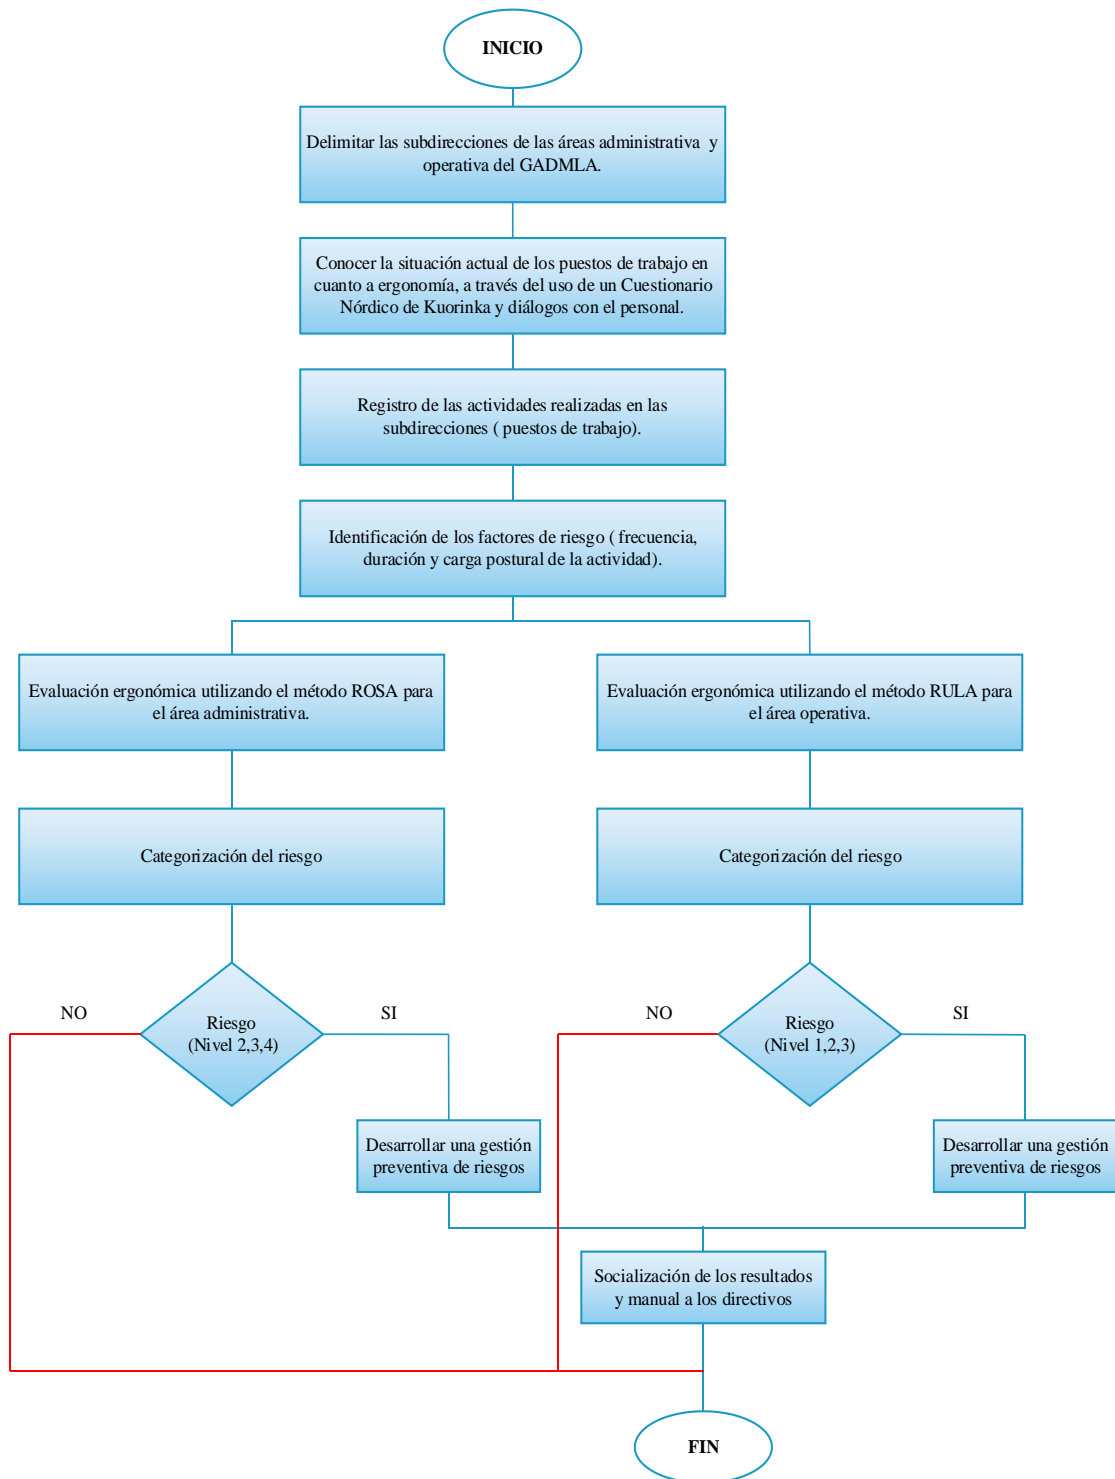 INICIO
Delimitar las subdirecciones de las áreas administrativa y
operativa del GADMLA.
Conocer la situación actual de los puestos de trabajo en
cuanto a ergonomía, a través del uso de un Cuestionario
Nórdico de Kuorinka y diálogos con el personal.
Registro de las actividades realizadas en las
subdirecciones ( puestos de trabajo).
Identificación de los factores de riesgo ( frecuencia,
duración y carga postural de la actividad).
Evaluación ergonómica utilizando el método ROSA para
el área administrativa.
Evaluación ergonómica utilizando el método RULA para
el área operativa.
Categorización del riesgo
Categorización del riesgo
NO
Riesgo
(Nivel 2,3,4)
SI
NO
Riesgo
(Nivel 1,2,3)
SI
Desarrollar una gestión
preventiva de riesgos
Desarrollar una gestión
preventiva de riesgos
Socialización de los resultados
y manual a los directivos
FIN